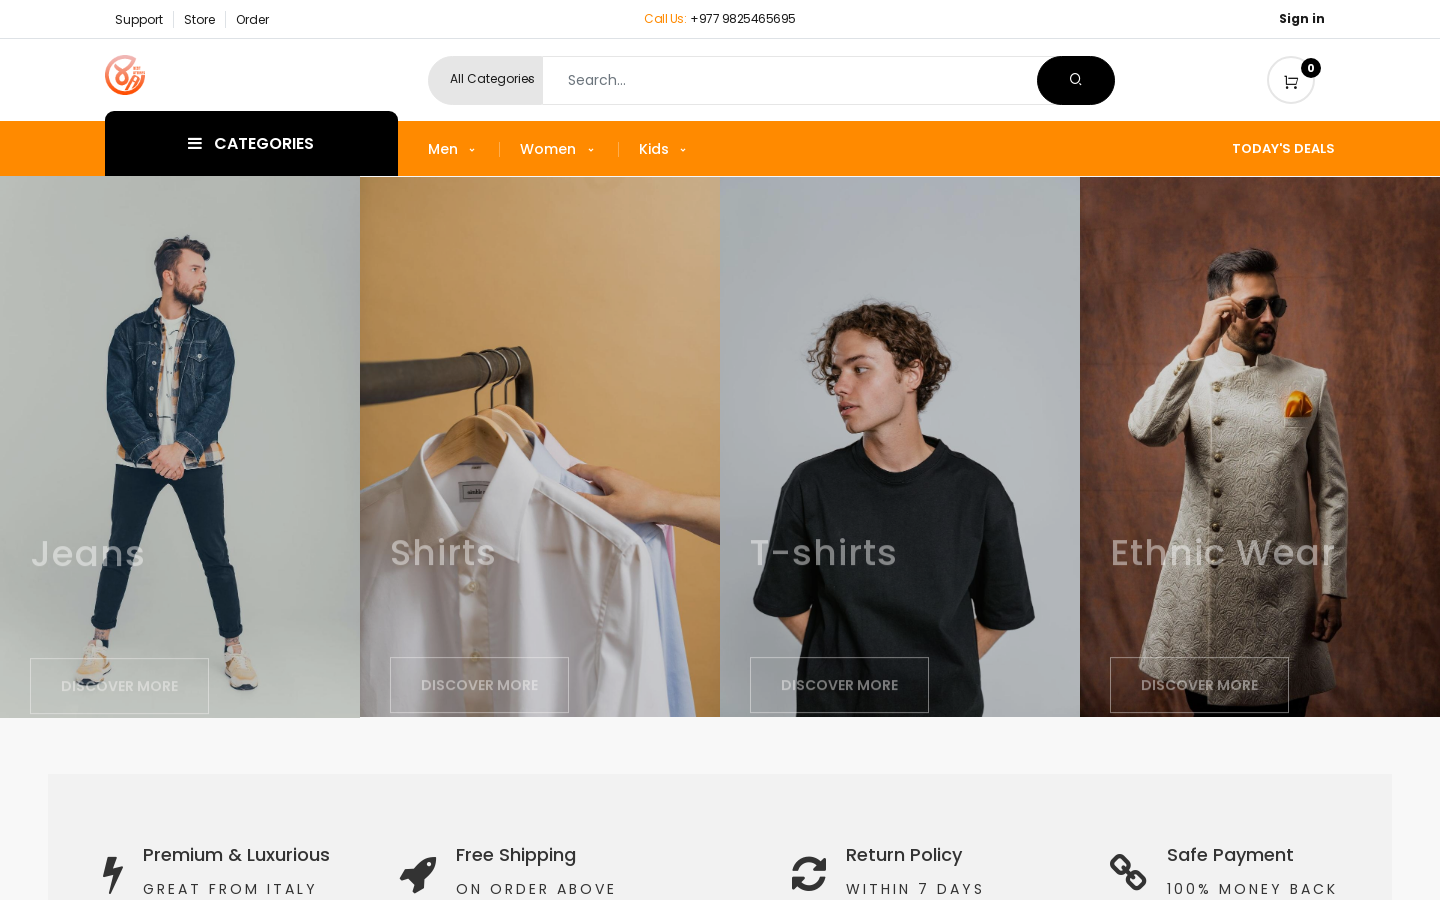 Support
Store
Order
Call Us: +977 9825465695
Sign in
All Categories
Search...
0
CATEGORIES
Men
Women
Kids
TODAY'S DEALS
Jeans
DISCOVER MORE
Shirts
DISCOVER MORE
T-shirts
DISCOVER MORE
Ethnic Wear
DISCOVER MORE
Premium & Luxurious
GREAT FROM ITALY
Free Shipping
ON ORDER ABOVE
Return Policy
WITHIN 7 DAYS
Safe Payment
100% MONEY BACK